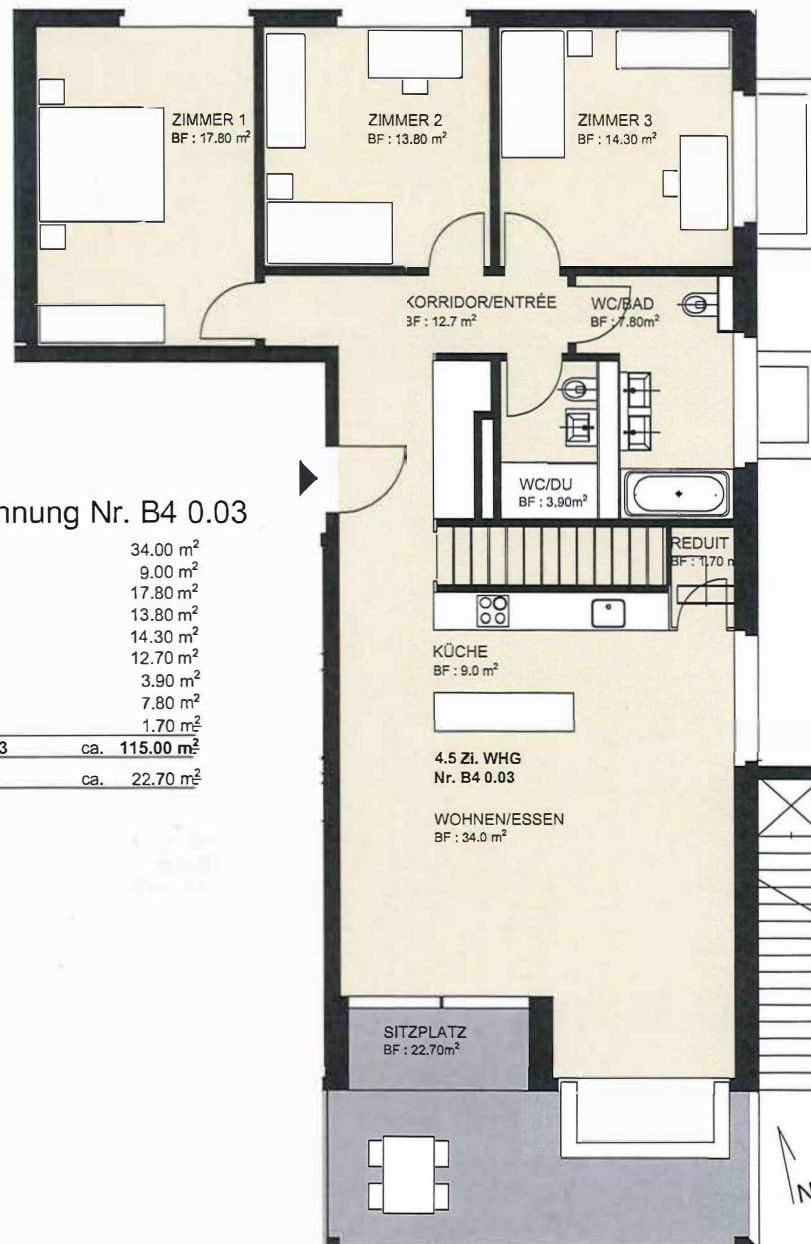 ZIMMER 1
BF : 17.80 m²
ZIMMER 2
BF : 13.80 m²
ZIMMER 3
BF : 14.30 m²
KORRIDOR/ENTRÉE
BF : 12.7 m²
WC/BAD
BF : 7.80m²
WC/DU
BF : 3.90m²
hnung Nr. B4 0.03
34.00 m²
9.00 m²
17.80 m²
13.80 m²
14.30 m²
12.70 m²
3.90 m²
7.80 m²
1.70 m²
3 ca. 115.00 m²
ca. 22.70 m²
REDUIT
BF : 1.70 m
KÜCHE
BF : 9.0 m²
4.5 Zi. WHG
Nr. B4 0.03
WOHNEN/ESSEN
BF : 34.0 m²
SITZPLATZ
BF : 22.70m²
N